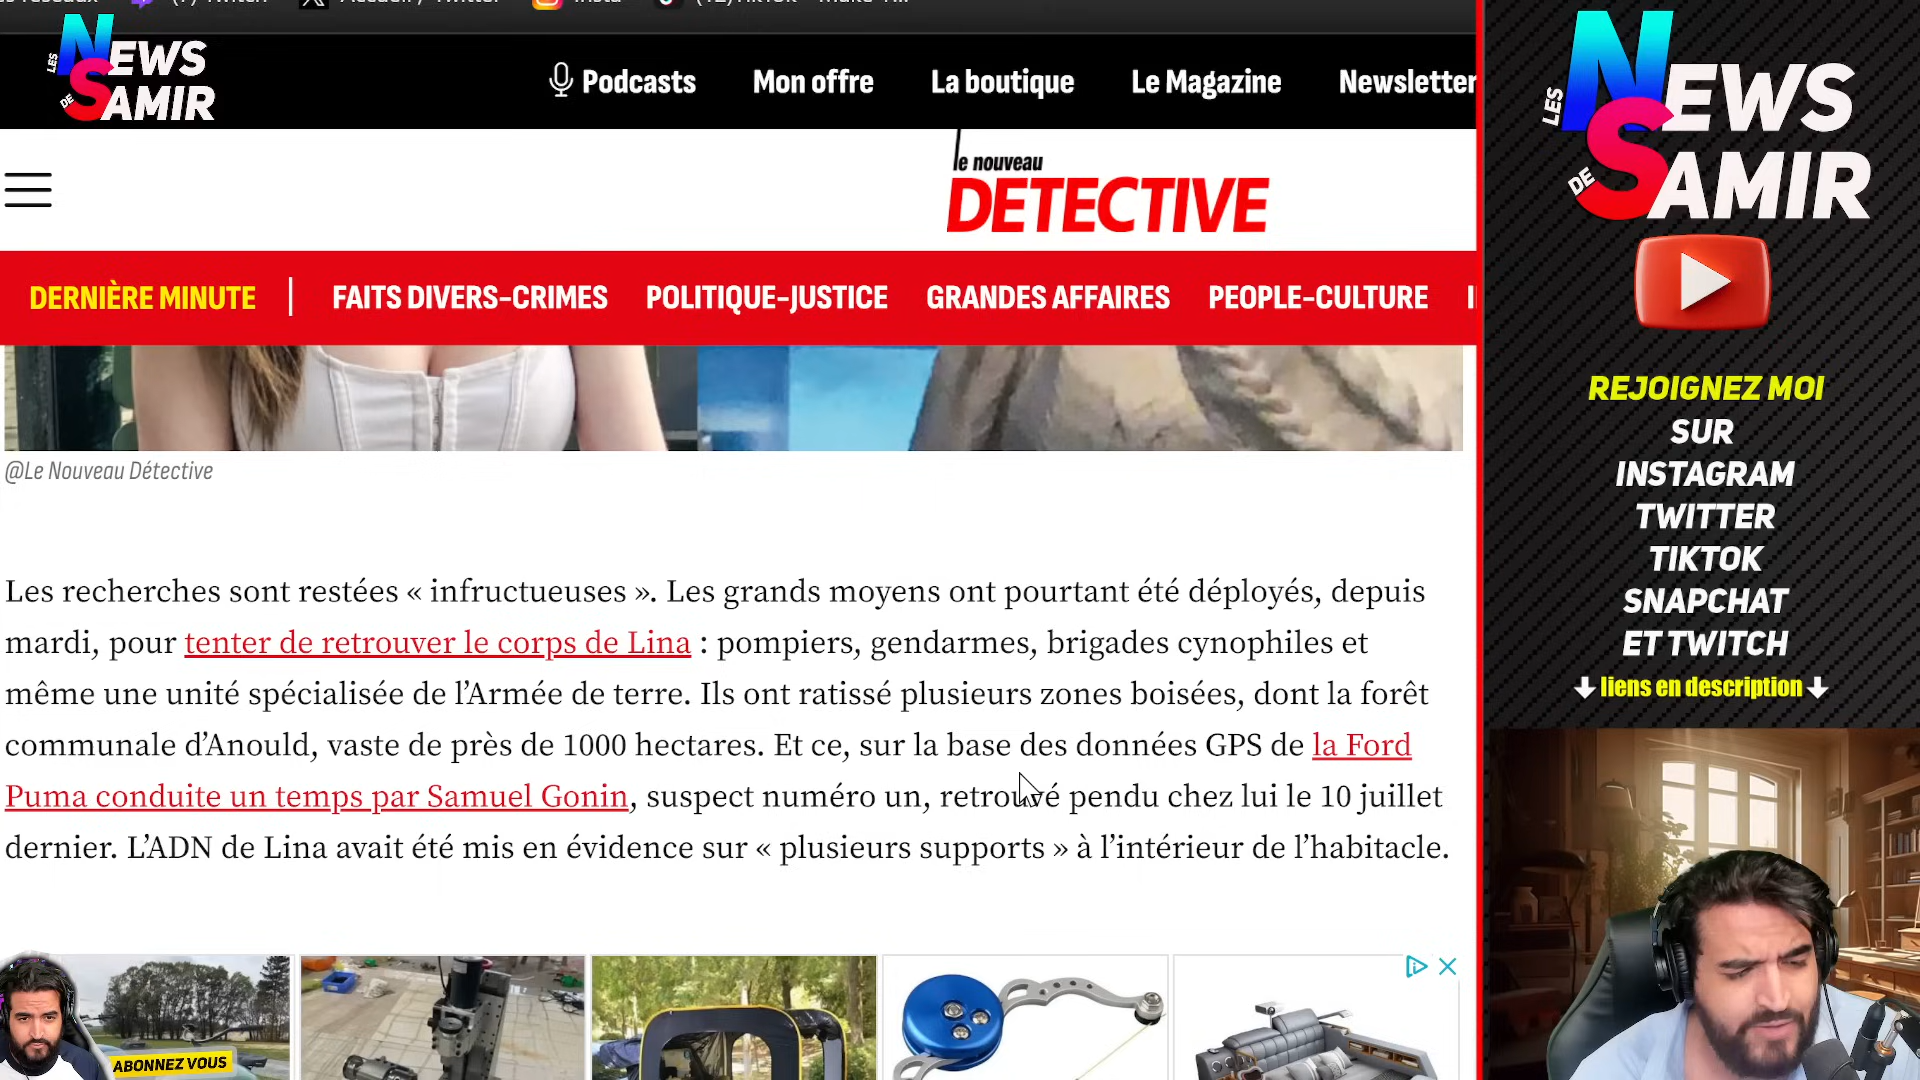 Podcasts Mon offre La boutique Le Magazine Newsletter
LES NEWS DE SAMIR
le nouveau
DETECTIVE
DERNIÈRE MINUTE | FAITS DIVERS-CRIMES POLITIQUE-JUSTICE GRANDES AFFAIRES PEOPLE-CULTURE
@Le Nouveau Détective
Les recherches sont restées « infructueuses ». Les grands moyens ont pourtant été déployés, depuis
mardi, pour tenter de retrouver le corps de Lina : pompiers, gendarmes, brigades cynophiles et
même une unité spécialisée de l’Armée de terre. Ils ont ratissé plusieurs zones boisées, dont la forêt
communale d’Anould, vaste de près de 1000 hectares. Et ce, sur la base des données GPS de la Ford
Puma conduite un temps par Samuel Gonin, suspect numéro un, retrouvé pendu chez lui le 10 juillet
dernier. L’ADN de Lina avait été mis en évidence sur « plusieurs supports » à l’intérieur de l’habitacle.
ABONNEZ VOUS
LES NEWS
DE SAMIR
REJOIGNEZ MOI
SUR
INSTAGRAM
TWITTER
TIKTOK
SNAPCHAT
ET TWITCH
liens en description